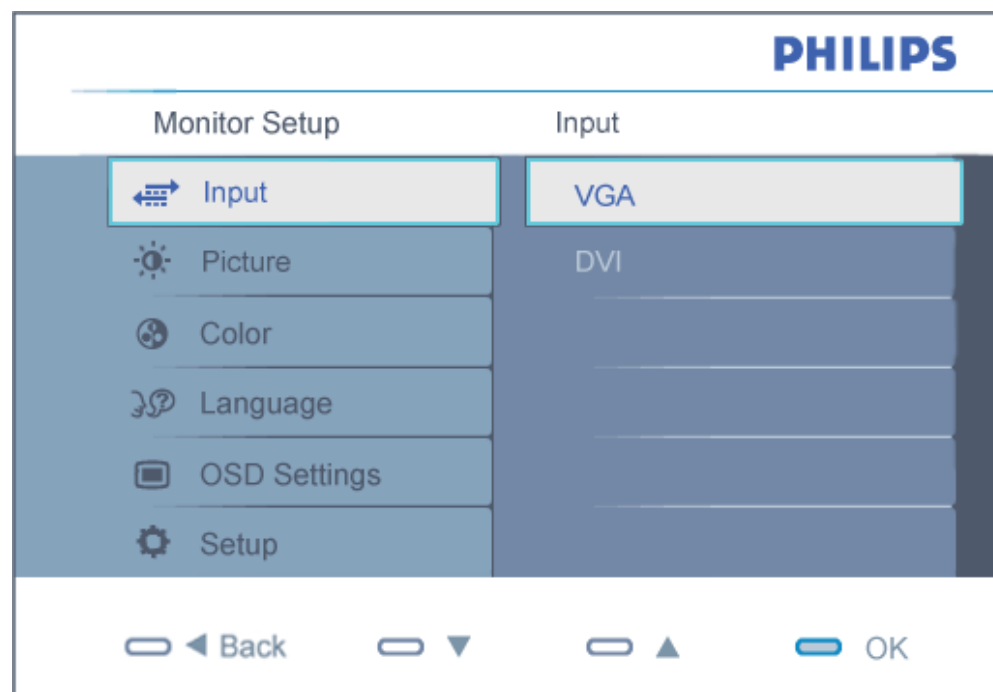 PHILIPS
Monitor Setup
Input
Input
VGA
Picture
DVI
Color
Language
OSD Settings
Setup
Back
OK